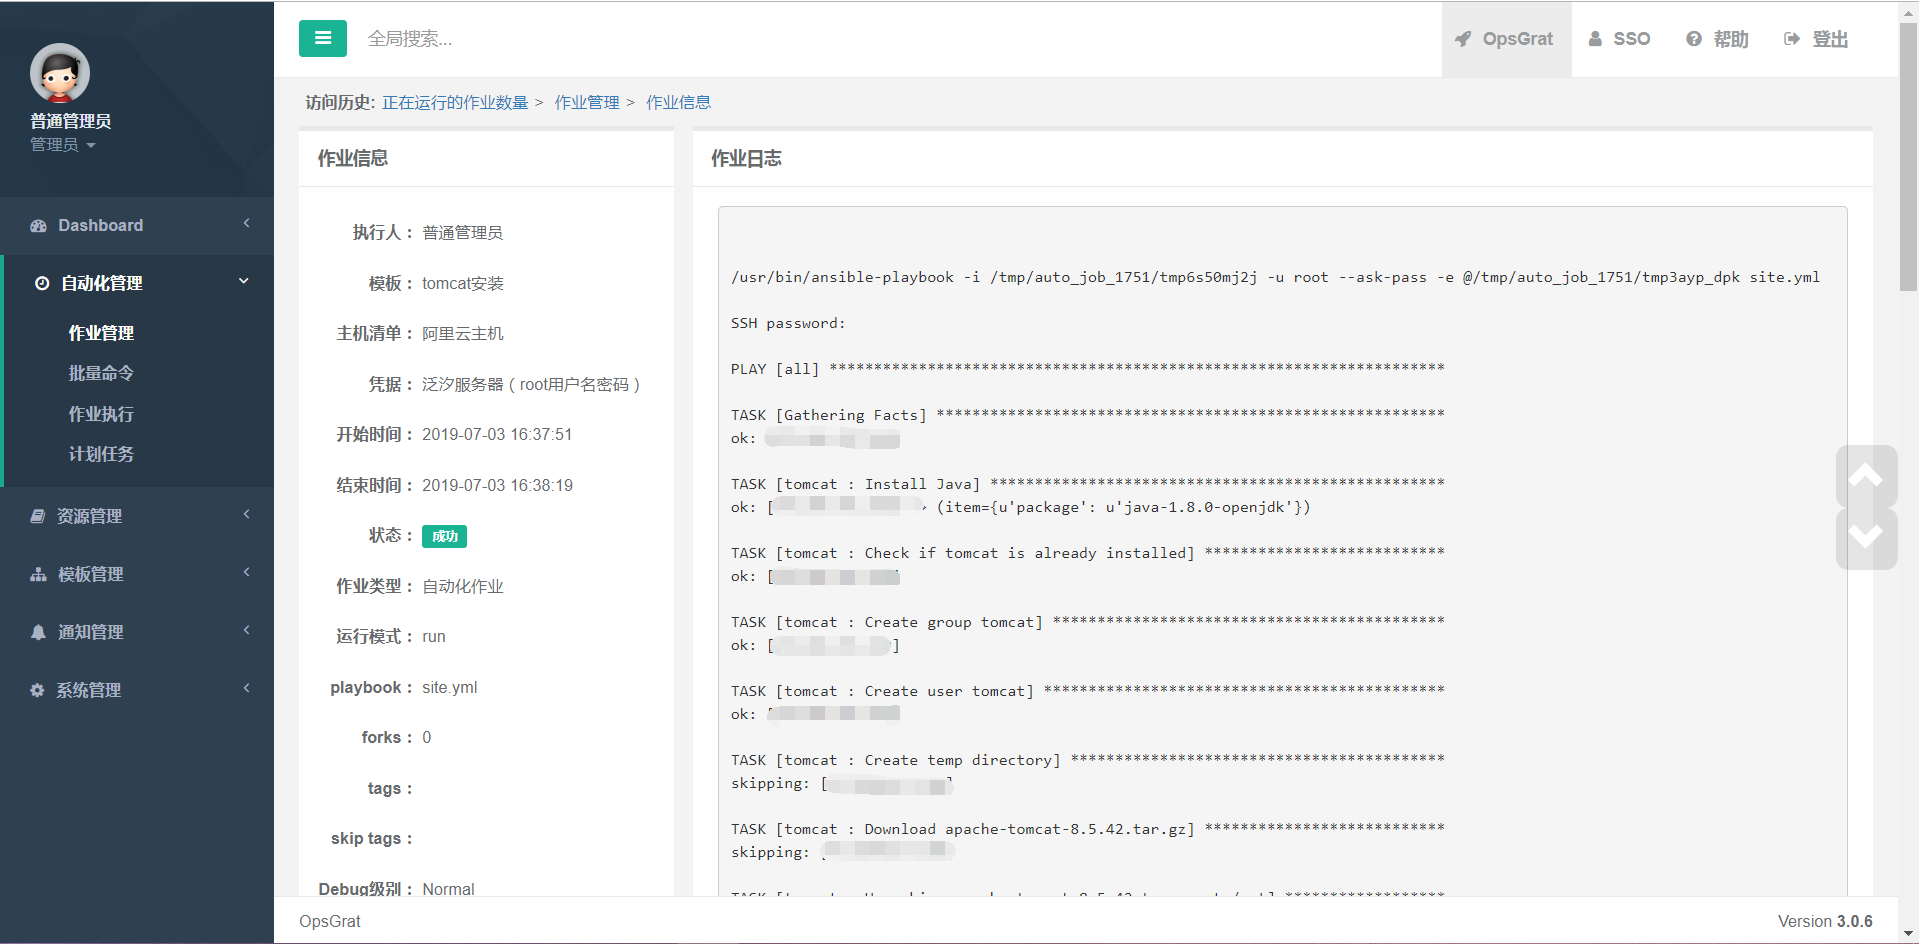 普通管理员
管理员
Dashboard
自动化管理
作业管理
批量命令
作业执行
计划任务
资源管理
模板管理
通知管理
系统管理
全局搜索...
OpsGrat
SSO
帮助
登出
访问历史: 正在运行的作业数量 > 作业管理 > 作业信息
作业信息
执行人： 普通管理员
模板： tomcat安装
主机清单： 阿里云主机
凭据： 泛汐服务器（root用户名密码）
开始时间： 2019-07-03 16:37:51
结束时间： 2019-07-03 16:38:19
状态： 成功
作业类型： 自动化作业
运行模式： run
playbook： site.yml
forks： 0
tags：
skip tags：
Debug级别： Normal
作业日志
/usr/bin/ansible-playbook -i /tmp/auto_job_1751/tmp6s50mj2j -u root --ask-pass -e @/tmp/auto_job_1751/tmp3ayp_dpk site.yml
SSH password:
PLAY [all] *********************************************************************
TASK [Gathering Facts] *********************************************************
ok:
TASK [tomcat : Install Java] ***************************************************
ok: [ (item={u'package': u'java-1.8.0-openjdk'})
TASK [tomcat : Check if tomcat is already installed] ***************************
ok: [
TASK [tomcat : Create group tomcat] ********************************************
ok: [ ]
TASK [tomcat : Create user tomcat] *********************************************
ok:
TASK [tomcat : Create temp directory] ******************************************
skipping: [ ]
TASK [tomcat : Download apache-tomcat-8.5.42.tar.gz] ***************************
skipping: [
OpsGrat
Version 3.0.6